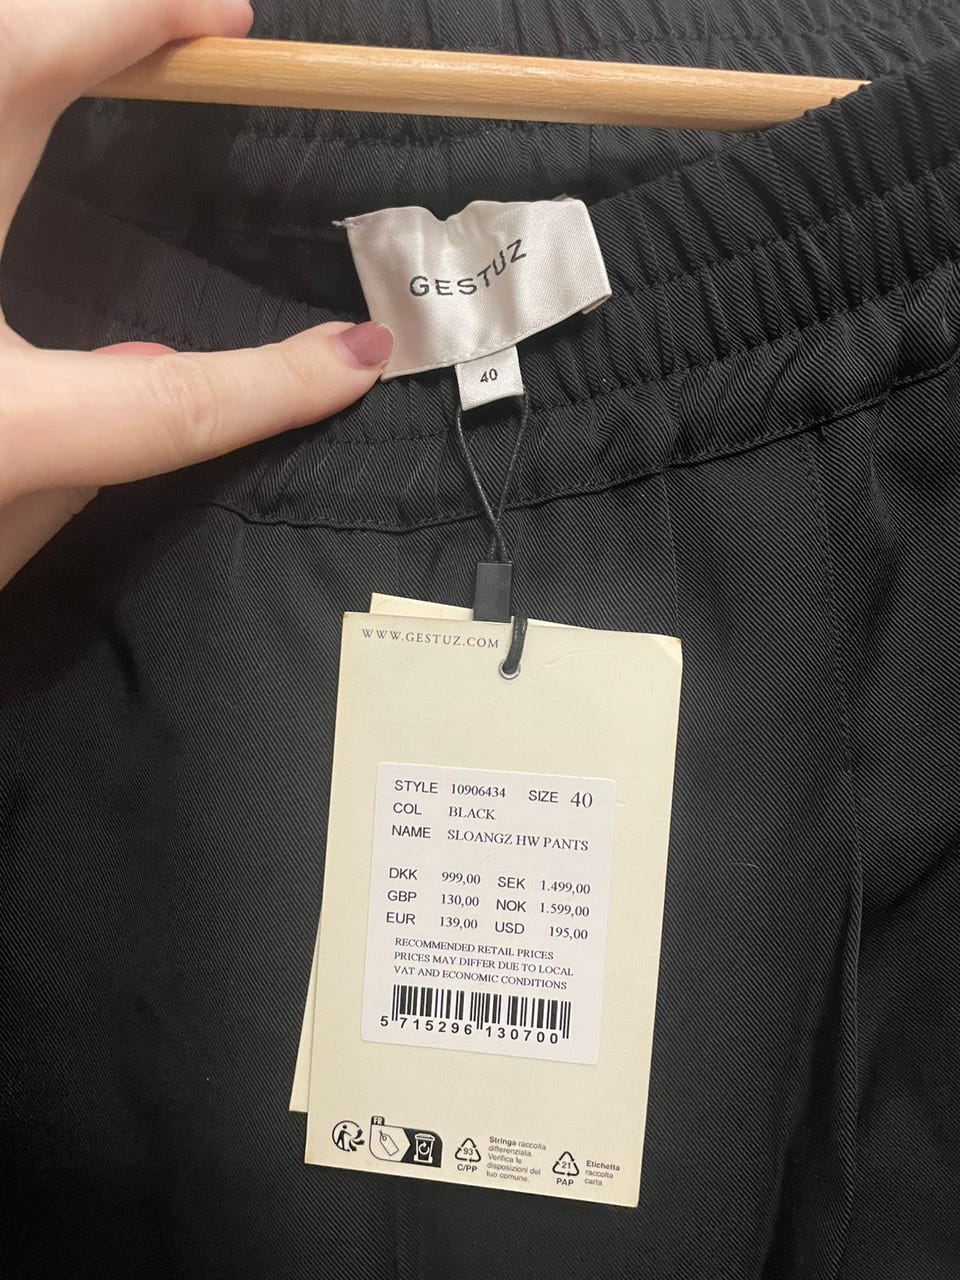 GESTUZ
40
WWW.GESTUZ.COM
STYLE 10906434 SIZE 40
COL BLACK
NAME SLOANGZ HW PANTS
DKK 999,00 SEK 1.499,00
GBP 130,00 NOK 1.599,00
EUR 139,00 USD 195,00
RECOMMENDED RETAIL PRICES
PRICES MAY DIFFER DUE TO LOCAL
VAT AND ECONOMIC CONDITIONS
5 715296 130700
FR
93
C/PP
Stringa raccolta
differenziata.
Verifica le
disposizioni del
tuo comune.
21
PAP
Etichetta
raccolta
carta